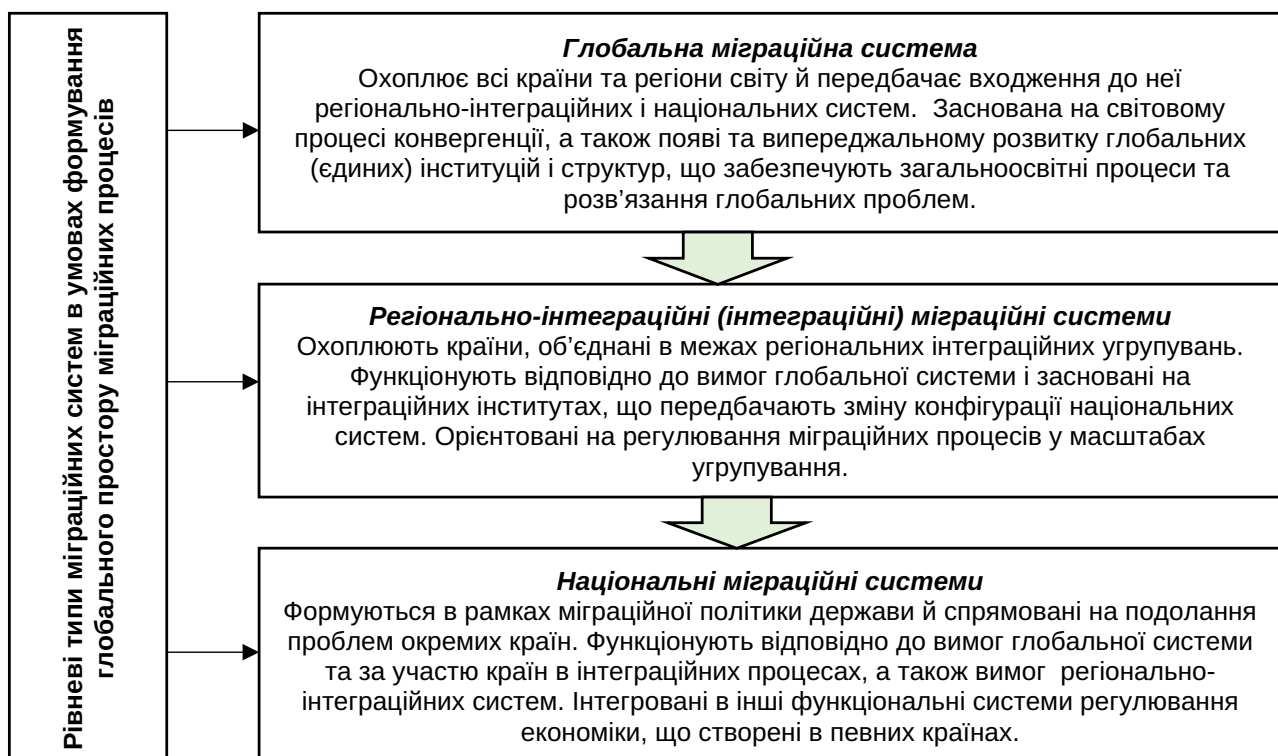 Рівневі типи міграційних систем в умовах формування
глобального простору міграційних процесів
Глобальна міграційна система
Охоплює всі країни та регіони світу й передбачає входження до неї
регіонально-інтеграційних і національних систем.  Заснована на світовому
процесі конвергенції, а також появі та випереджальному розвитку глобальних
(єдиних) інституцій і структур, що забезпечують загальноосвітні процеси та
розв’язання глобальних проблем.
Регіонально-інтеграційні (інтеграційні) міграційні системи
Охоплюють країни, об’єднані в межах регіональних інтеграційних угрупувань.
Функціонують відповідно до вимог глобальної системи і засновані на
інтеграційних інститутах, що передбачають зміну конфігурації національних
систем. Орієнтовані на регулювання міграційних процесів у масштабах
угрупування.
Національні міграційні системи
Формуються в рамках міграційної політики держави й спрямовані на подолання
проблем окремих країн. Функціонують відповідно до вимог глобальної системи
та за участю країн в інтеграційних процесах, а також вимог  регіонально-
інтеграційних систем. Інтегровані в інші функціональні системи регулювання
економіки, що створені в певних країнах.